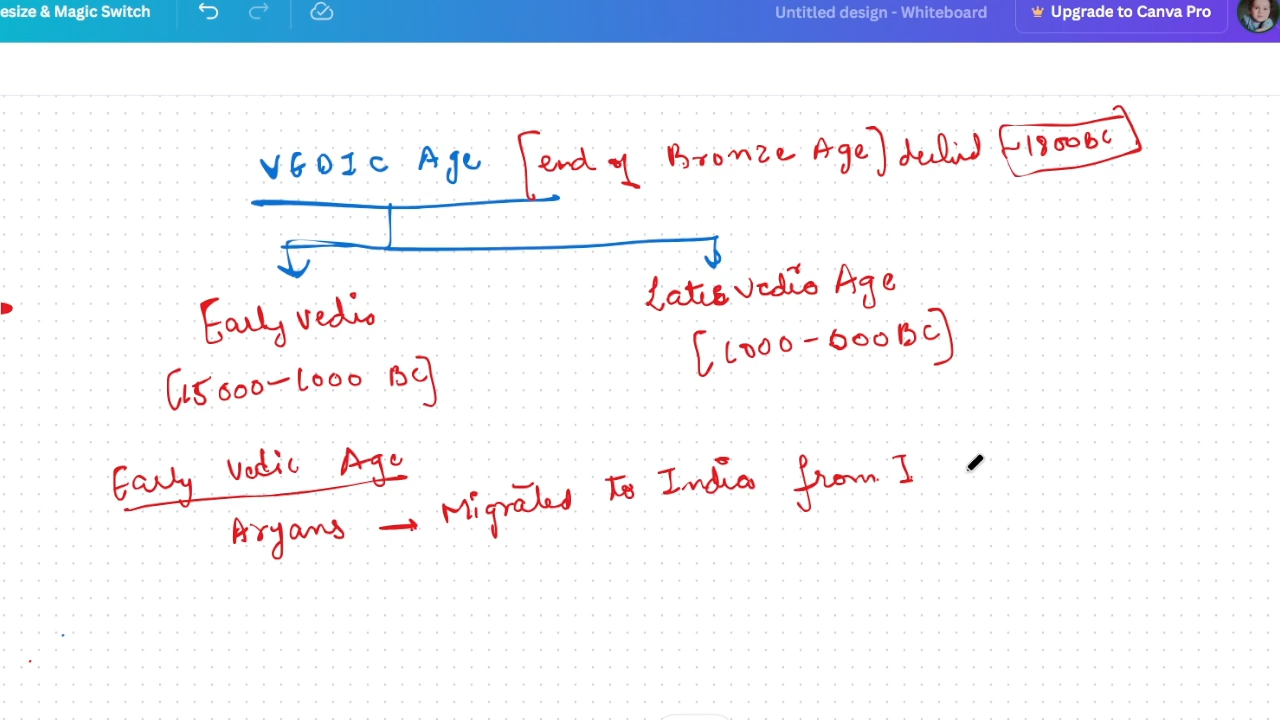 esize & Magic Switch
Untitled design - Whiteboard
Upgrade to Canva Pro
VEDIC Age [end of Bronze Age] declind ~1800BC
Early vedic
Later vedic Age
[15000-1000 BC]
[1000-600BC]
Early Vedic Age
Aryans → Migrated to India from I